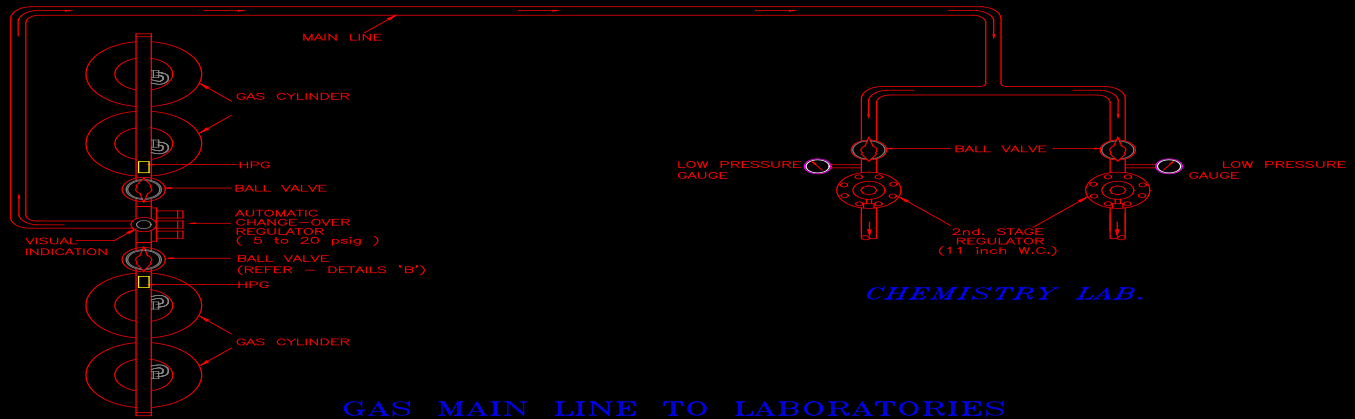 MAIN LINE
GAS CYLINDER
HPG
BALL VALVE
AUTOMATIC
CHANGE-OVER
REGULATOR
( 5 to 20 psig )
VISUAL
INDICATION
BALL VALVE
(REFER - DETAILS 'B')
HPG
GAS CYLINDER
BALL VALVE
LOW PRESSURE
GAUGE
LOW PRESSURE
GAUGE
2nd. STAGE
REGULATOR
(11 inch W.C.)
CHEMISTRY LAB.
GAS MAIN LINE TO LABORATORIES